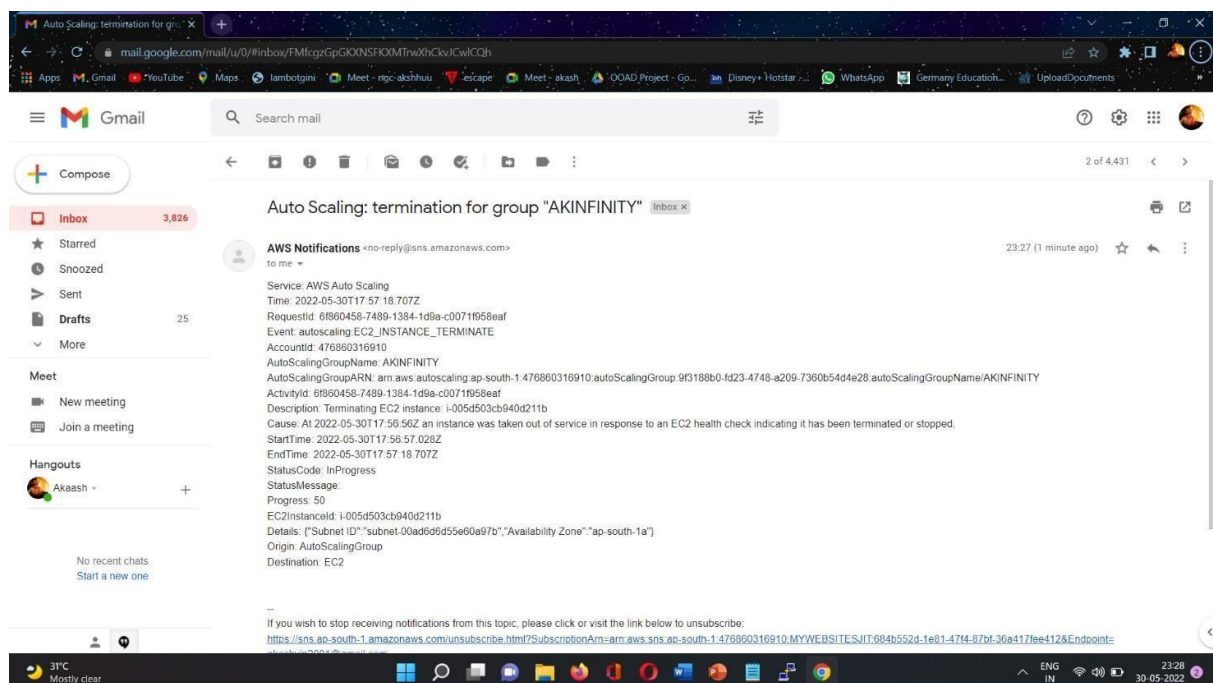 Auto Scaling: termination for gro
mail.google.com/mail/u/0/#inbox/FMfcgzGpGKXNSFKXMTrwXhCkvJCwlCQh
Apps Gmail YouTube Maps lambotgini Meet - ngc-akshhuu escape Meet - akash OOAD Project - Go... Disney+ Hotstar -... WhatsApp Germany Education... UploadDocuments »
Gmail
Search mail
Compose
2 of 4,431
Auto Scaling: termination for group "AKINFINITY" Inbox ×
Inbox 3,826
Starred
Snoozed
Sent
Drafts 25
More
Meet
New meeting
Join a meeting
Hangouts
Akaash
No recent chats
Start a new one
AWS Notifications <no-reply@sns.amazonaws.com>
23:27 (1 minute ago)
to me
Service: AWS Auto Scaling
Time: 2022-05-30T17:57:18.707Z
RequestId: 6f860458-7489-1384-1d9a-c0071f958eaf
Event: autoscaling:EC2_INSTANCE_TERMINATE
AccountId: 476860316910
AutoScalingGroupName: AKINFINITY
AutoScalingGroupARN: arn:aws:autoscaling:ap-south-1:476860316910:autoScalingGroup:9f3188b0-fd23-4748-a209-7360b54d4e28:autoScalingGroupName/AKINFINITY
ActivityId: 6f860458-7489-1384-1d9a-c0071f958eaf
Description: Terminating EC2 instance: i-005d503cb940d211b
Cause: At 2022-05-30T17:56:56Z an instance was taken out of service in response to an EC2 health check indicating it has been terminated or stopped.
StartTime: 2022-05-30T17:56:57.028Z
EndTime: 2022-05-30T17:57:18.707Z
StatusCode: InProgress
StatusMessage:
Progress: 50
EC2InstanceId: i-005d503cb940d211b
Details: {"Subnet ID":"subnet-00ad6d6d55e60a97b","Availability Zone":"ap-south-1a"}
Origin: AutoScalingGroup
Destination: EC2
--
If you wish to stop receiving notifications from this topic, please click or visit the link below to unsubscribe:
https://sns.ap-south-1.amazonaws.com/unsubscribe.html?SubscriptionArn=arn:aws:sns:ap-south-1:476860316910:MYWEBSITESJIT:684b552d-1e81-47f4-87bf-36a417fee412&Endpoint=
31°C
Mostly clear
ENG
IN
23:28
30-05-2022
2